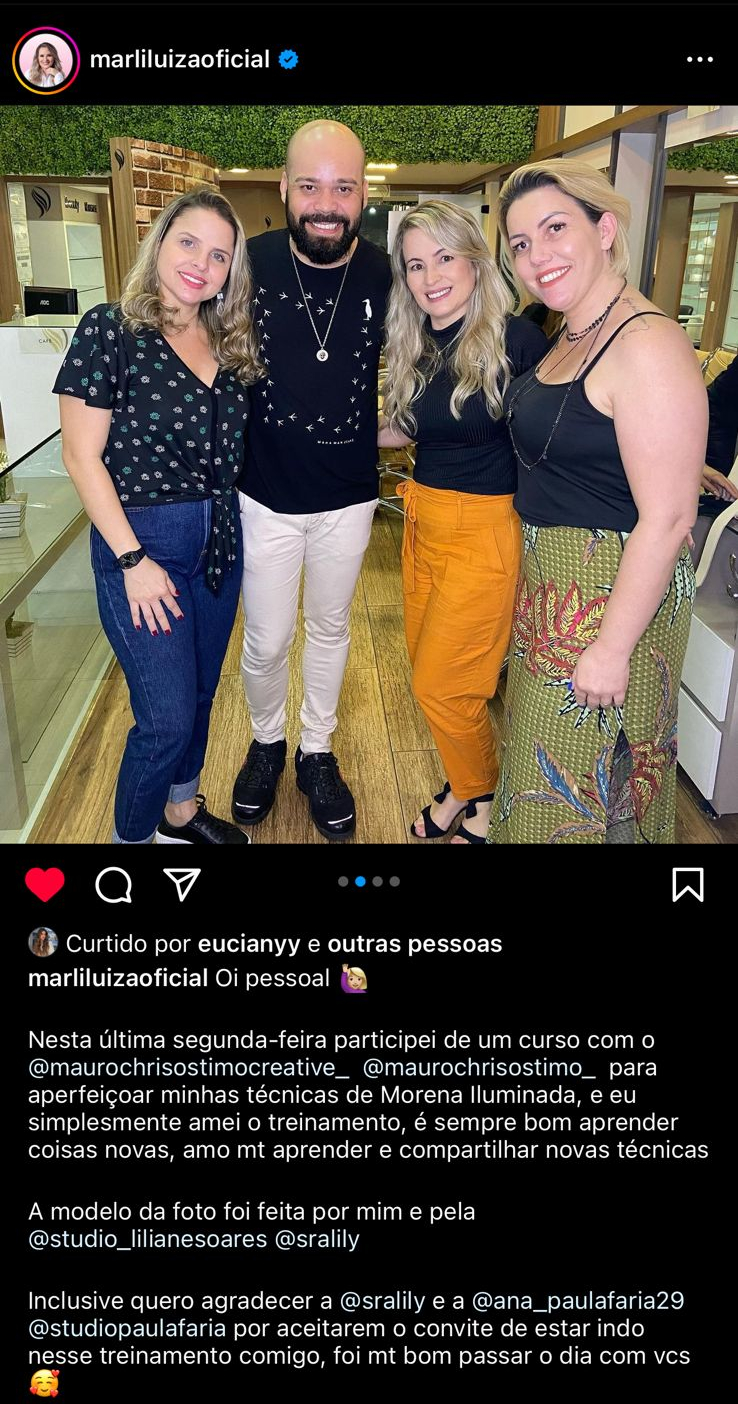 marliluizaoficial
AOC
CAFÉ
Curtido por eucianyy e outras pessoas
marliluizaoficial Oi pessoal 🙋🏼‍♀️
Nesta última segunda-feira participei de um curso com o
@maurochrisostimocreative_ @maurochrisostimo_ para
aperfeiçoar minhas técnicas de Morena Iluminada, e eu
simplesmente amei o treinamento, é sempre bom aprender
coisas novas, amo mt aprender e compartilhar novas técnicas
A modelo da foto foi feita por mim e pela
@studio_lilianesoares @sralily
Inclusive quero agradecer a @sralily e a @ana_paulafaria29
@studiopaulafaria por aceitarem o convite de estar indo
nesse treinamento comigo, foi mt bom passar o dia com vcs
🥰